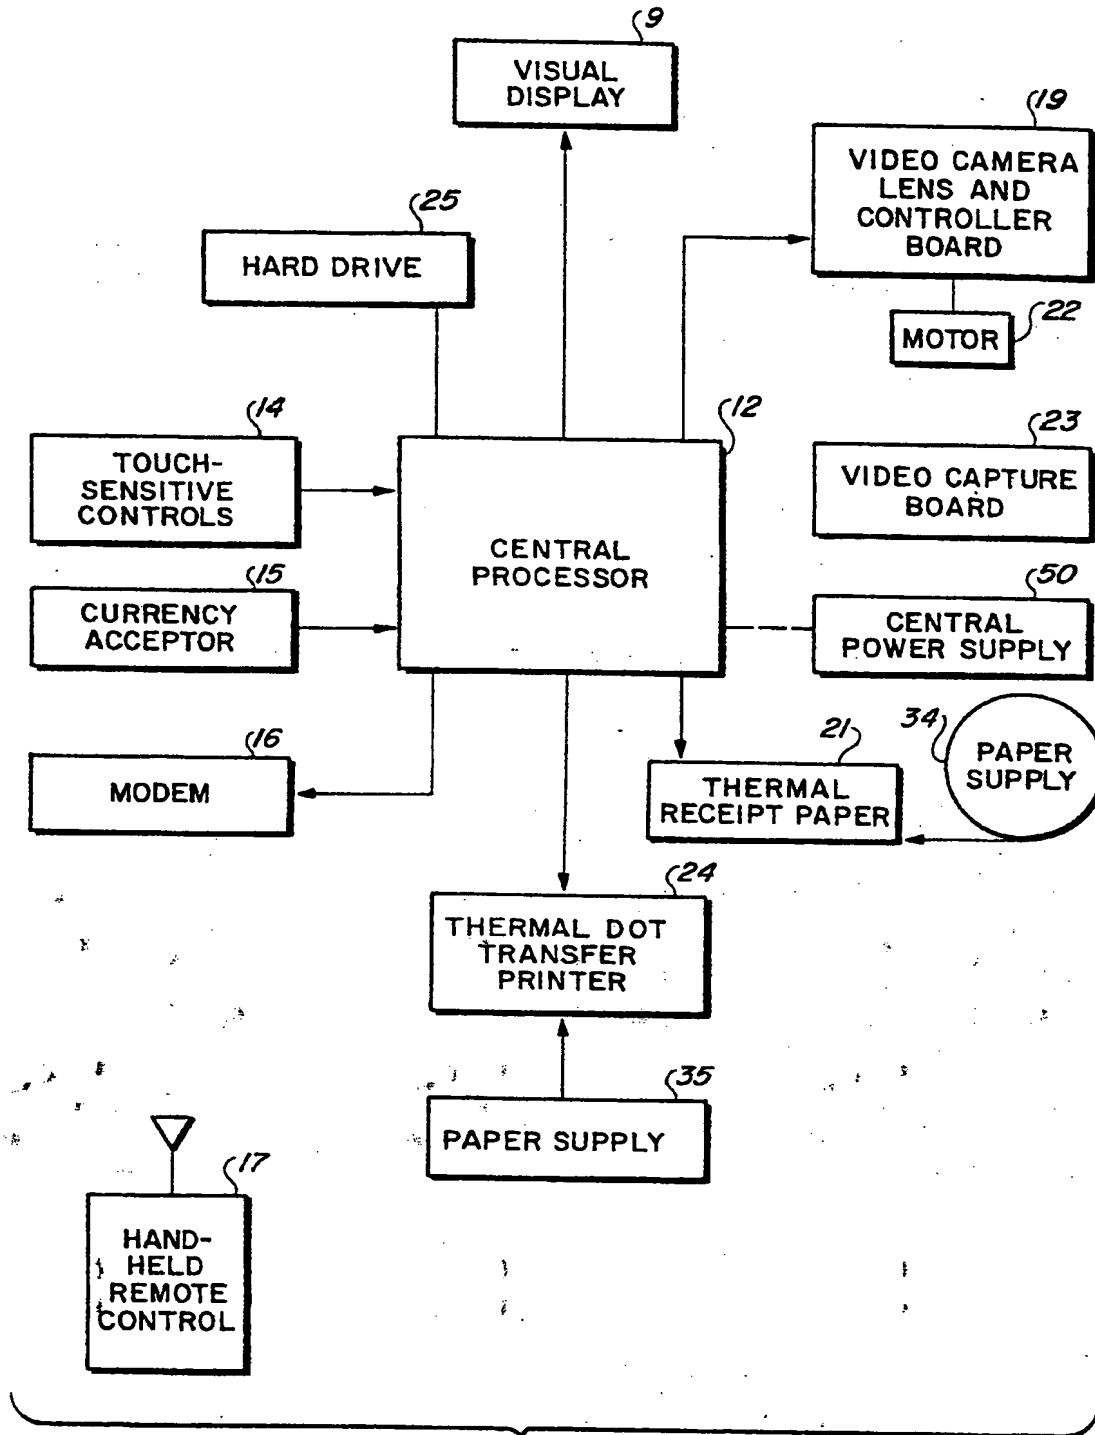 9
VISUAL
DISPLAY
19
VIDEO CAMERA
LENS AND
CONTROLLER
BOARD
25
HARD DRIVE
22
MOTOR
14
TOUCH-
SENSITIVE
CONTROLS
12
CENTRAL
PROCESSOR
23
VIDEO CAPTURE
BOARD
15
CURRENCY
ACCEPTOR
50
CENTRAL
POWER SUPPLY
16
MODEM
21
THERMAL
RECEIPT PAPER
34
PAPER
SUPPLY
24
THERMAL DOT
TRANSFER
PRINTER
35
PAPER SUPPLY
17
HAND-
HELD
REMOTE
CONTROL